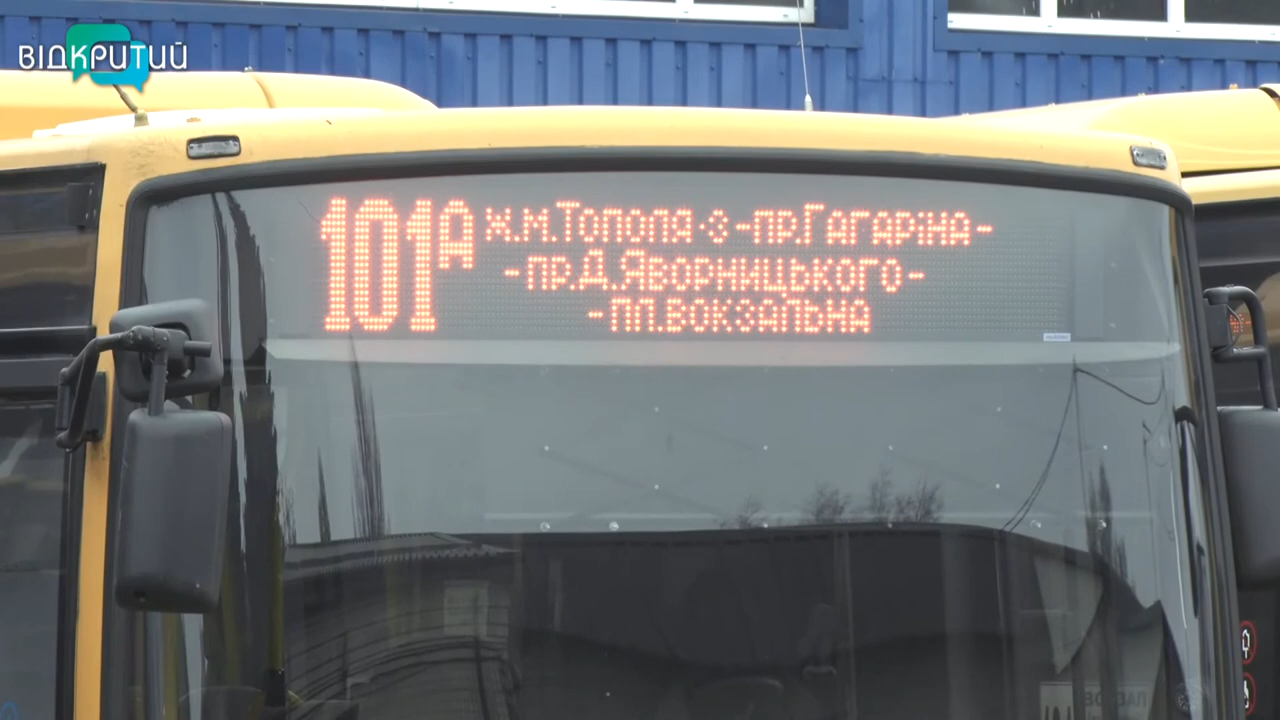 ВІДКРИТИЙ
101А ж.м.Тополя-3-пр.Гагаріна-
-пр.Д.Яворницького-
-пл.вокзальна